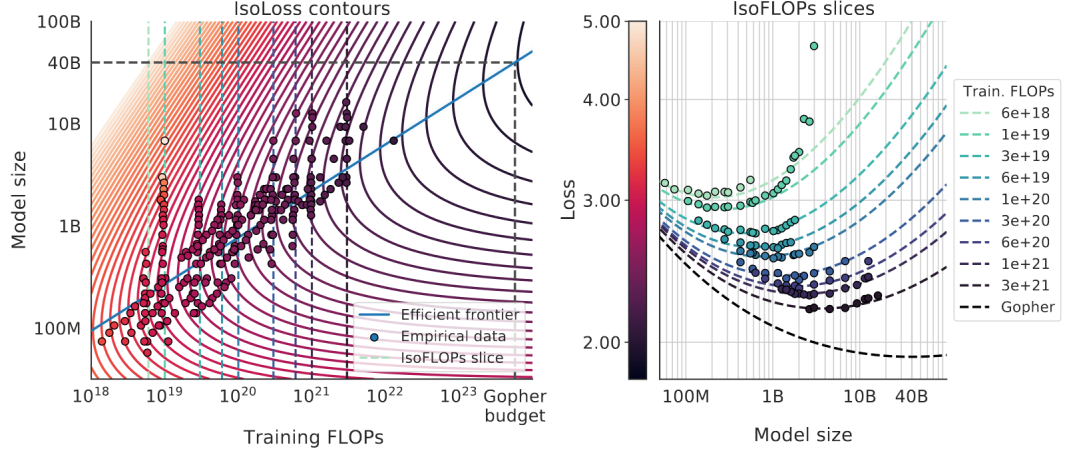 IsoLoss contours
100B
40B
10B
1B
100M
Model size
10^18
10^19
10^20
10^21
10^22
10^23
Gopher
budget
Training FLOPs
Efficient frontier
Empirical data
IsoFLOPs slice
IsoFLOPs slices
5.00
4.00
3.00
2.00
Loss
100M
1B
10B
40B
Model size
Train. FLOPs
6e+18
1e+19
3e+19
6e+19
1e+20
3e+20
6e+20
1e+21
3e+21
Gopher